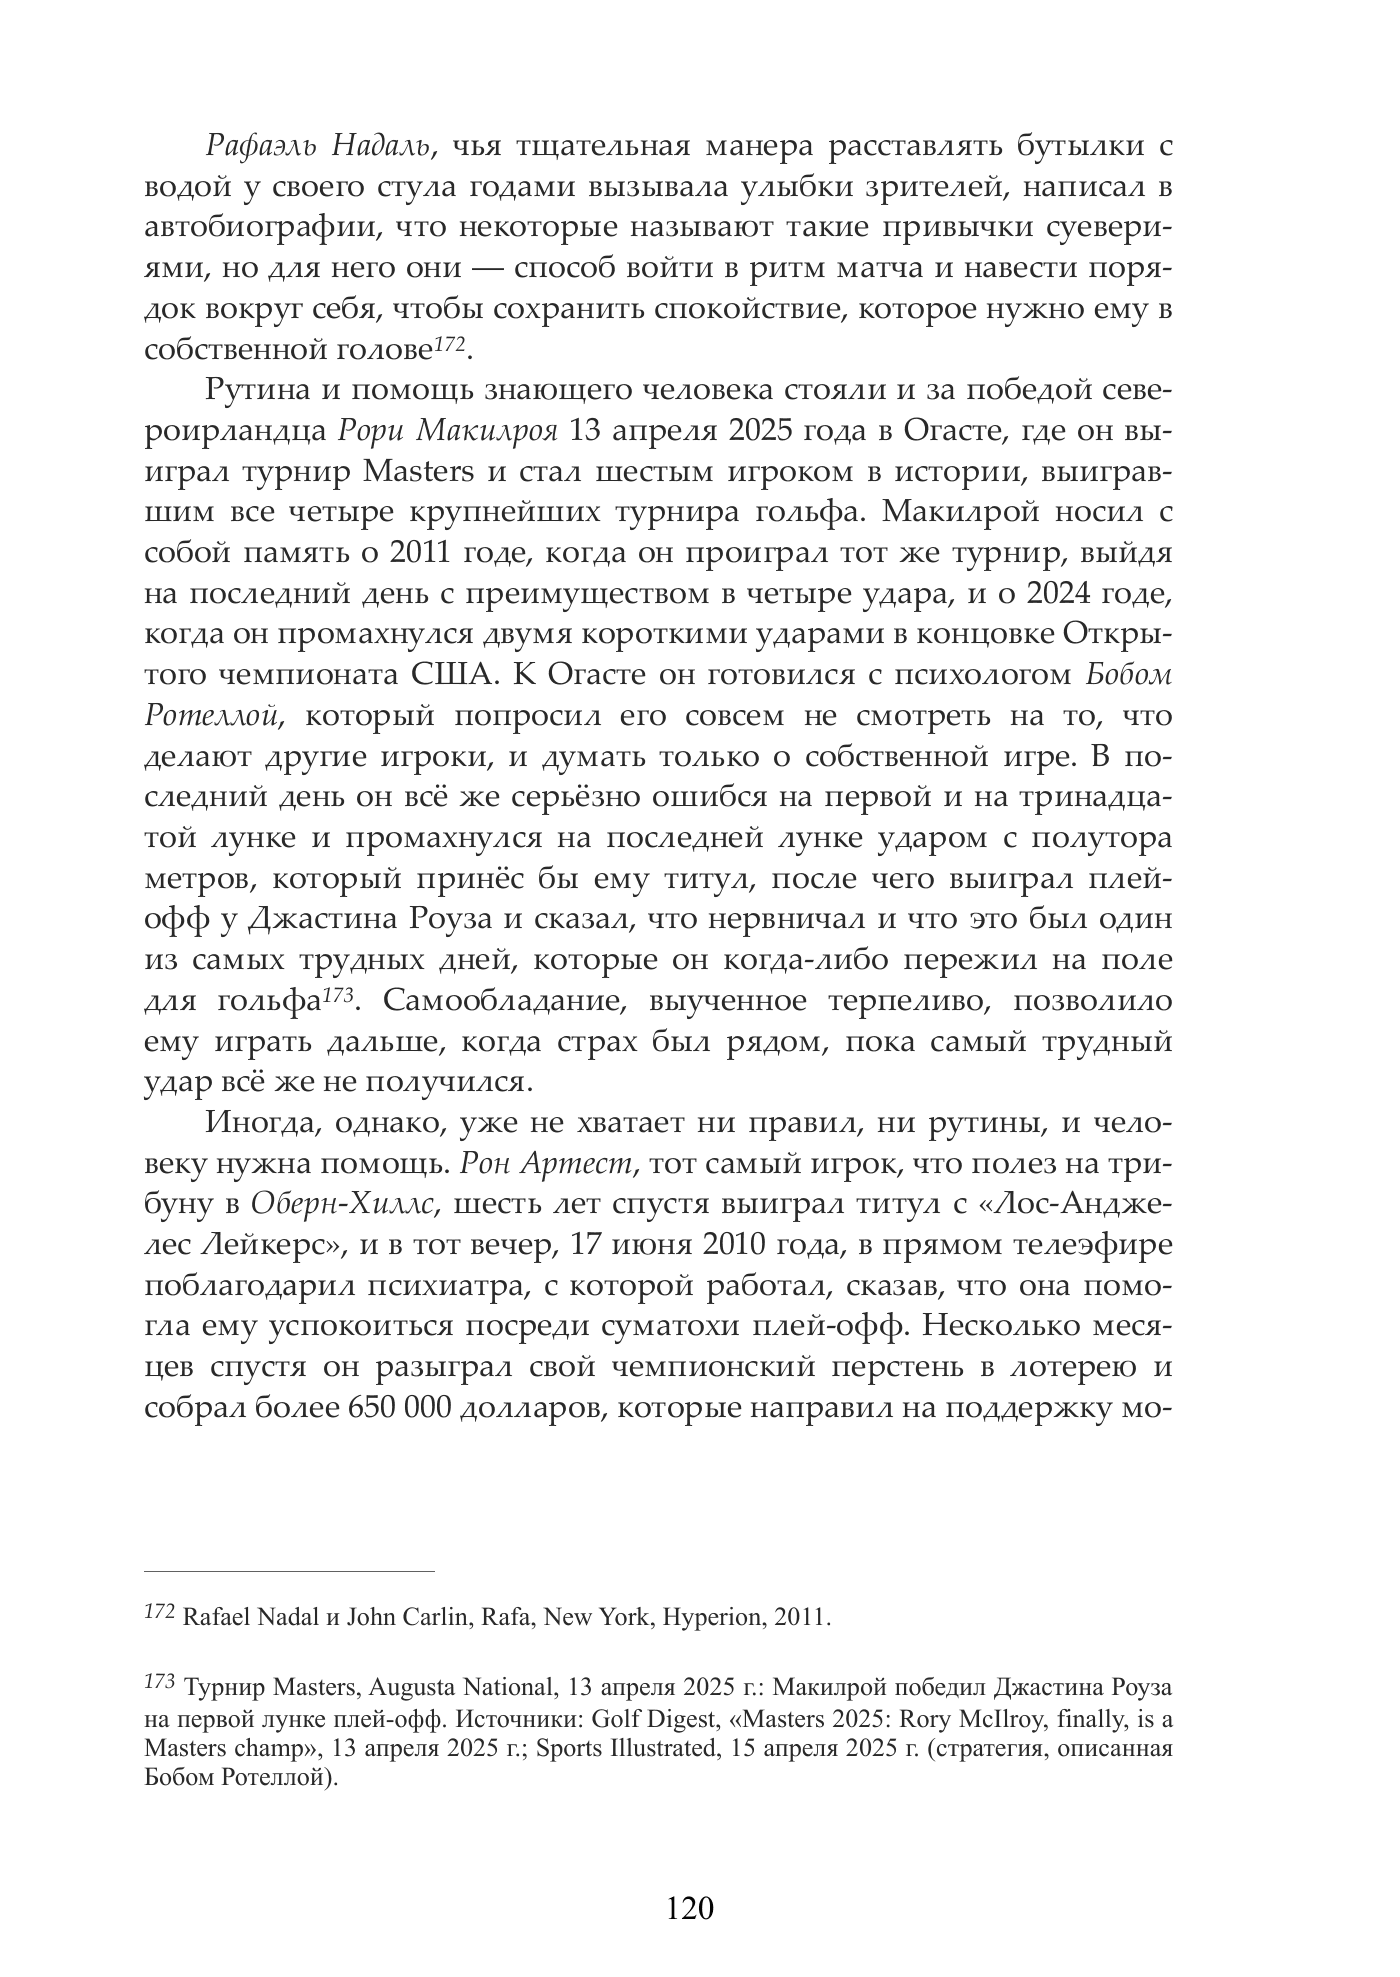 Рафаэль Надаль, чья тщательная манера расставлять бутылки с
водой у своего стула годами вызывала улыбки зрителей, написал в
автобиографии, что некоторые называют такие привычки суевери-
ями, но для него они — способ войти в ритм матча и навести поря-
док вокруг себя, чтобы сохранить спокойствие, которое нужно ему в
собственной голове172.
Рутина и помощь знающего человека стояли и за победой севе-
роирландца Рори Макилроя 13 апреля 2025 года в Огасте, где он вы-
играл турнир Masters и стал шестым игроком в истории, выиграв-
шим все четыре крупнейших турнира гольфа. Макилрой носил с
собой память о 2011 годе, когда он проиграл тот же турнир, выйдя
на последний день с преимуществом в четыре удара, и о 2024 годе,
когда он промахнулся двумя короткими ударами в концовке Откры-
того чемпионата США. К Огасте он готовился с психологом Бобом
Ротеллой, который попросил его совсем не смотреть на то, что
делают другие игроки, и думать только о собственной игре. В по-
следний день он всё же серьёзно ошибся на первой и на тринадца-
той лунке и промахнулся на последней лунке ударом с полутора
метров, который принёс бы ему титул, после чего выиграл плей-
офф у Джастина Роуза и сказал, что нервничал и что это был один
из самых трудных дней, которые он когда-либо пережил на поле
для гольфа173. Самообладание, выученное терпеливо, позволило
ему играть дальше, когда страх был рядом, пока самый трудный
удар всё же не получился.
Иногда, однако, уже не хватает ни правил, ни рутины, и чело-
веку нужна помощь. Рон Артест, тот самый игрок, что полез на три-
буну в Оберн-Хиллс, шесть лет спустя выиграл титул с «Лос-Андже-
лес Лейкерс», и в тот вечер, 17 июня 2010 года, в прямом телеэфире
поблагодарил психиатра, с которой работал, сказав, что она помо-
гла ему успокоиться посреди суматохи плей-офф. Несколько меся-
цев спустя он разыграл свой чемпионский перстень в лотерею и
собрал более 650 000 долларов, которые направил на поддержку мо-
172 Rafael Nadal и John Carlin, Rafa, New York, Hyperion, 2011.
173 Турнир Masters, Augusta National, 13 апреля 2025 г.: Макилрой победил Джастина Роуза
на первой лунке плей-офф. Источники: Golf Digest, «Masters 2025: Rory McIlroy, finally, is a
Masters champ», 13 апреля 2025 г.; Sports Illustrated, 15 апреля 2025 г. (стратегия, описанная
Бобом Ротеллой).
120